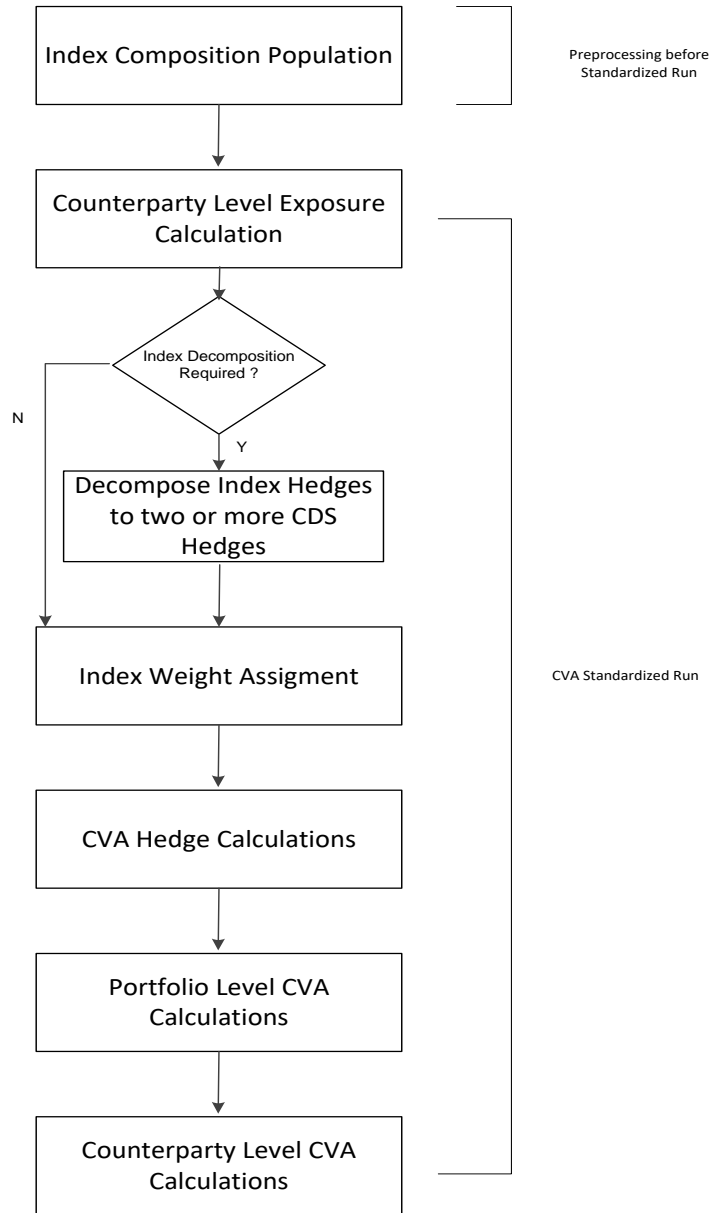 Index Composition Population
Preprocessing before
Standardized Run
Counterparty Level Exposure
Calculation
Index Decomposition
Required ?
N
Y
Decompose Index Hedges
to two or more CDS
Hedges
Index Weight Assigment
CVA Standardized Run
CVA Hedge Calculations
Portfolio Level CVA
Calculations
Counterparty Level CVA
Calculations